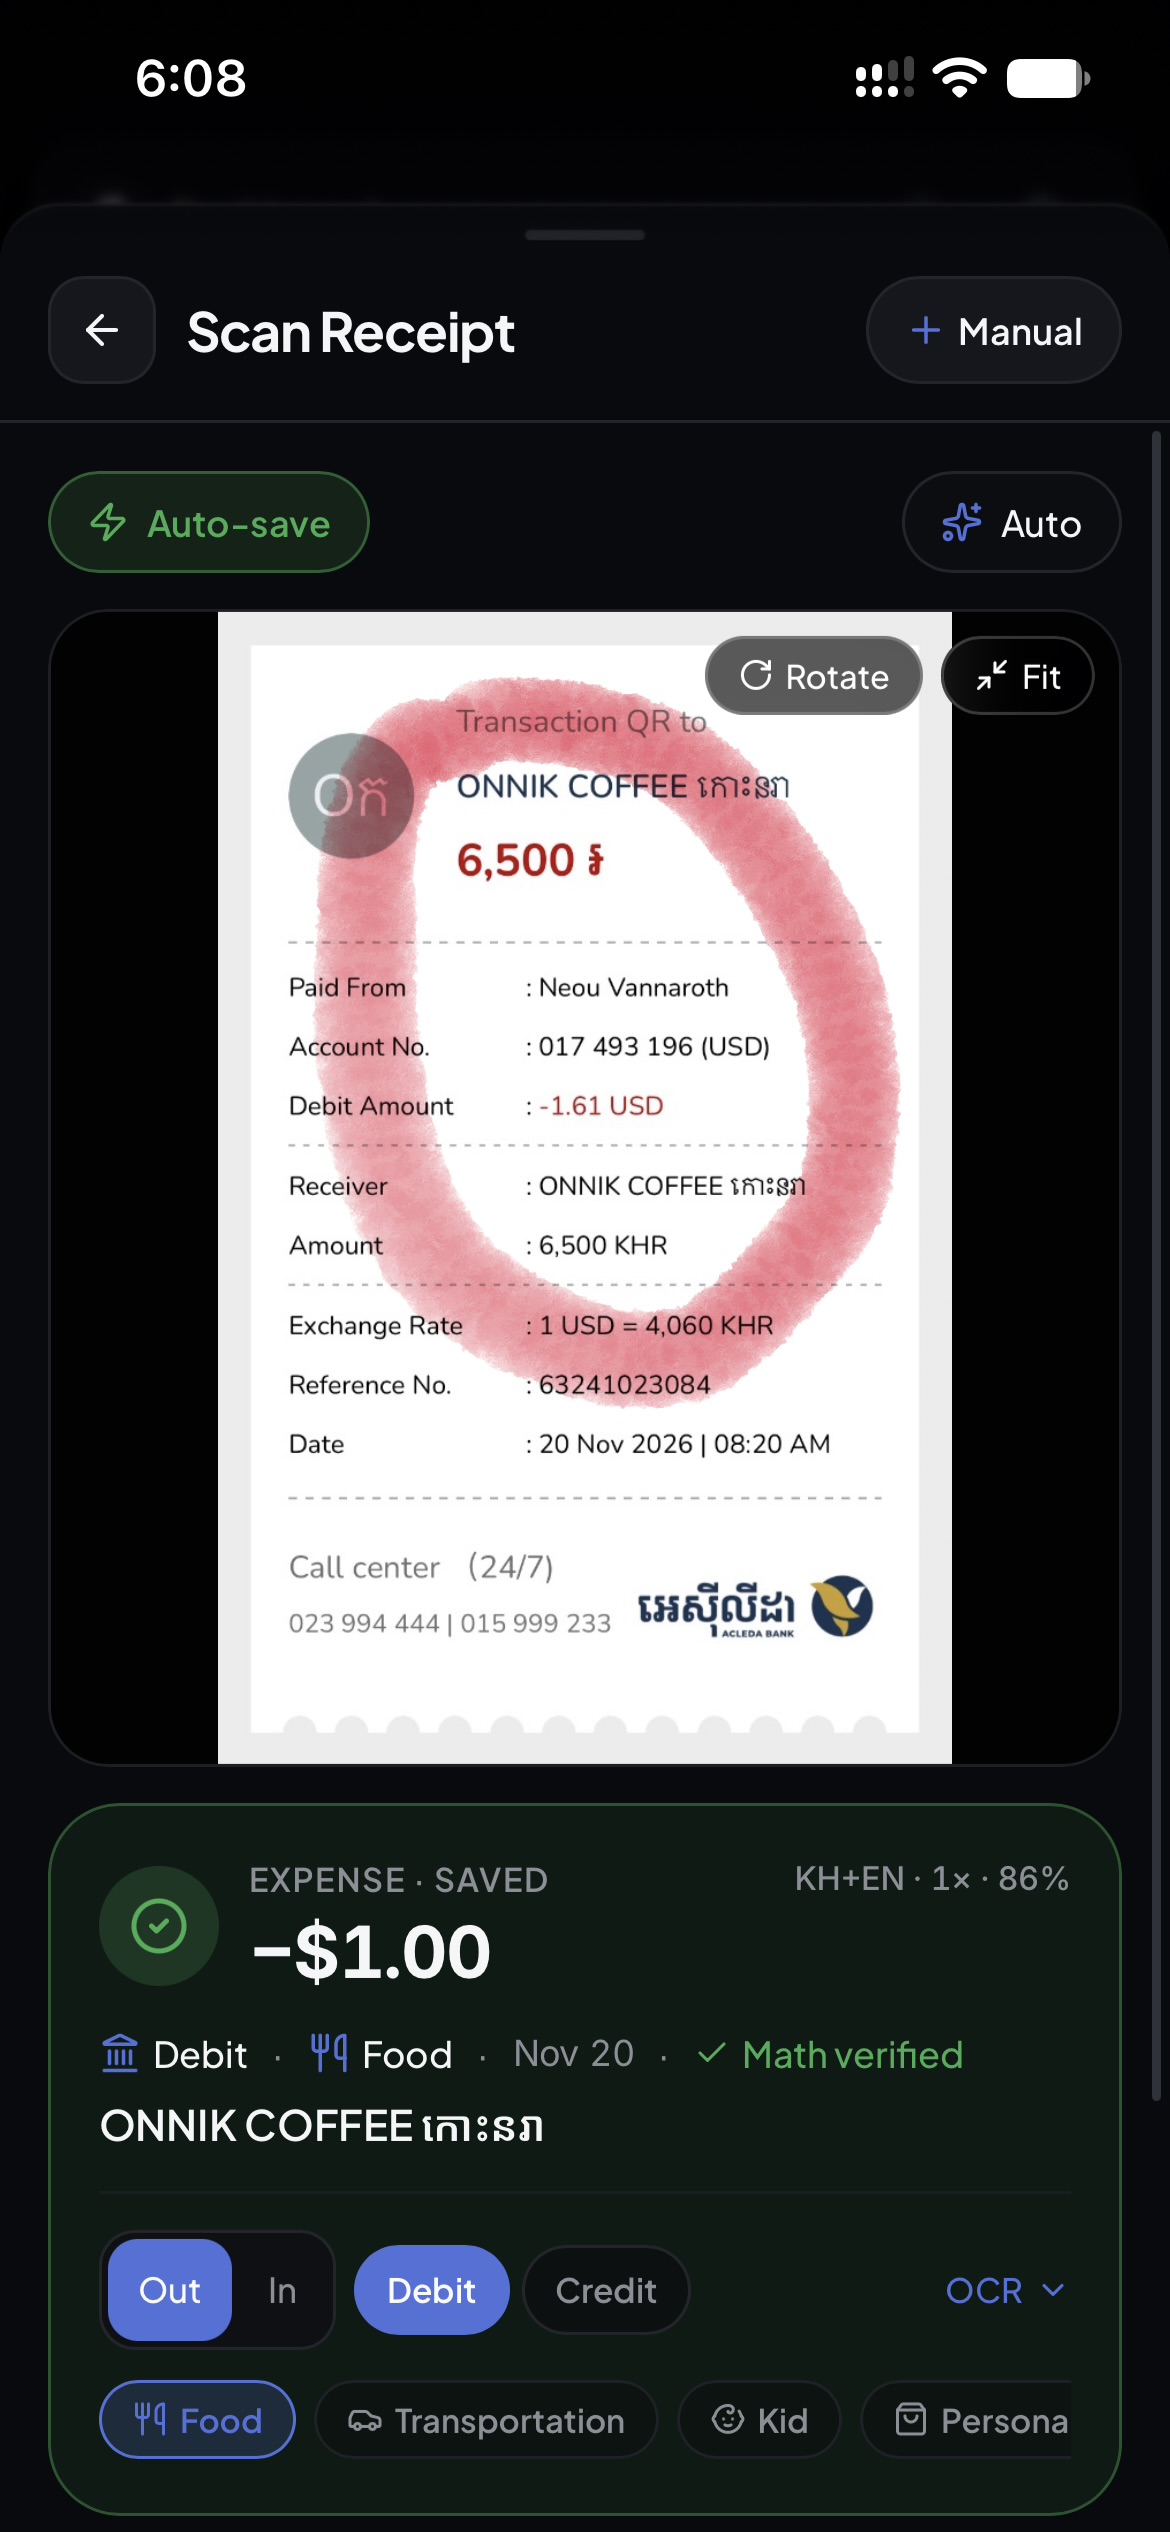 6:08
Scan Receipt
Manual
Auto-save
Auto
Rotate
Fit
Transaction QR to
Oក
ONNIK COFFEE កោះនរា
6,500 ៛
Paid From : Neou Vannaroth
Account No. : 017 493 196 (USD)
Debit Amount : -1.61 USD
Receiver : ONNIK COFFEE កោះនរា
Amount : 6,500 KHR
Exchange Rate : 1 USD = 4,060 KHR
Reference No. : 63241023084
Date : 20 Nov 2026 | 08:20 AM
Call center (24/7)
023 994 444 | 015 999 233
អេស៊ីលីដា
ACLEDA BANK
EXPENSE · SAVED
KH+EN · 1× · 86%
−$1.00
Debit · Food · Nov 20 · Math verified
ONNIK COFFEE កោះនរា
Out In Debit Credit OCR
Food Transportation Kid Persona